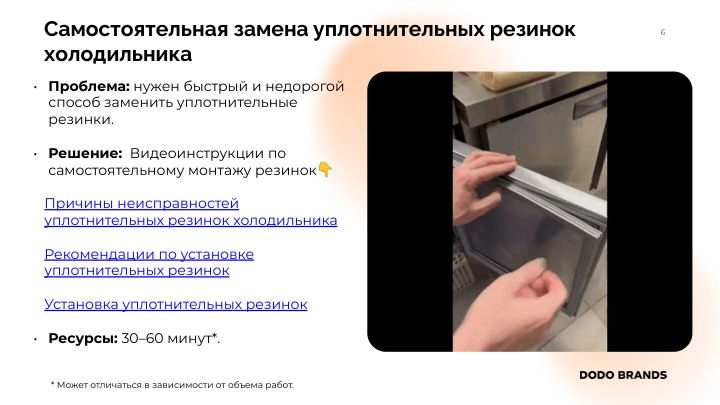 Самостоятельная замена уплотнительных резинок
холодильника
6
• Проблема: нужен быстрый и недорогой
способ заменить уплотнительные
резинки.
• Решение: Видеоинструкции по
самостоятельному монтажу резинок👇
Причины неисправностей
уплотнительных резинок холодильника
Рекомендации по установке
уплотнительных резинок
Установка уплотнительных резинок
• Ресурсы: 30–60 минут*.
* Может отличаться в зависимости от объема работ.
DODO BRANDS